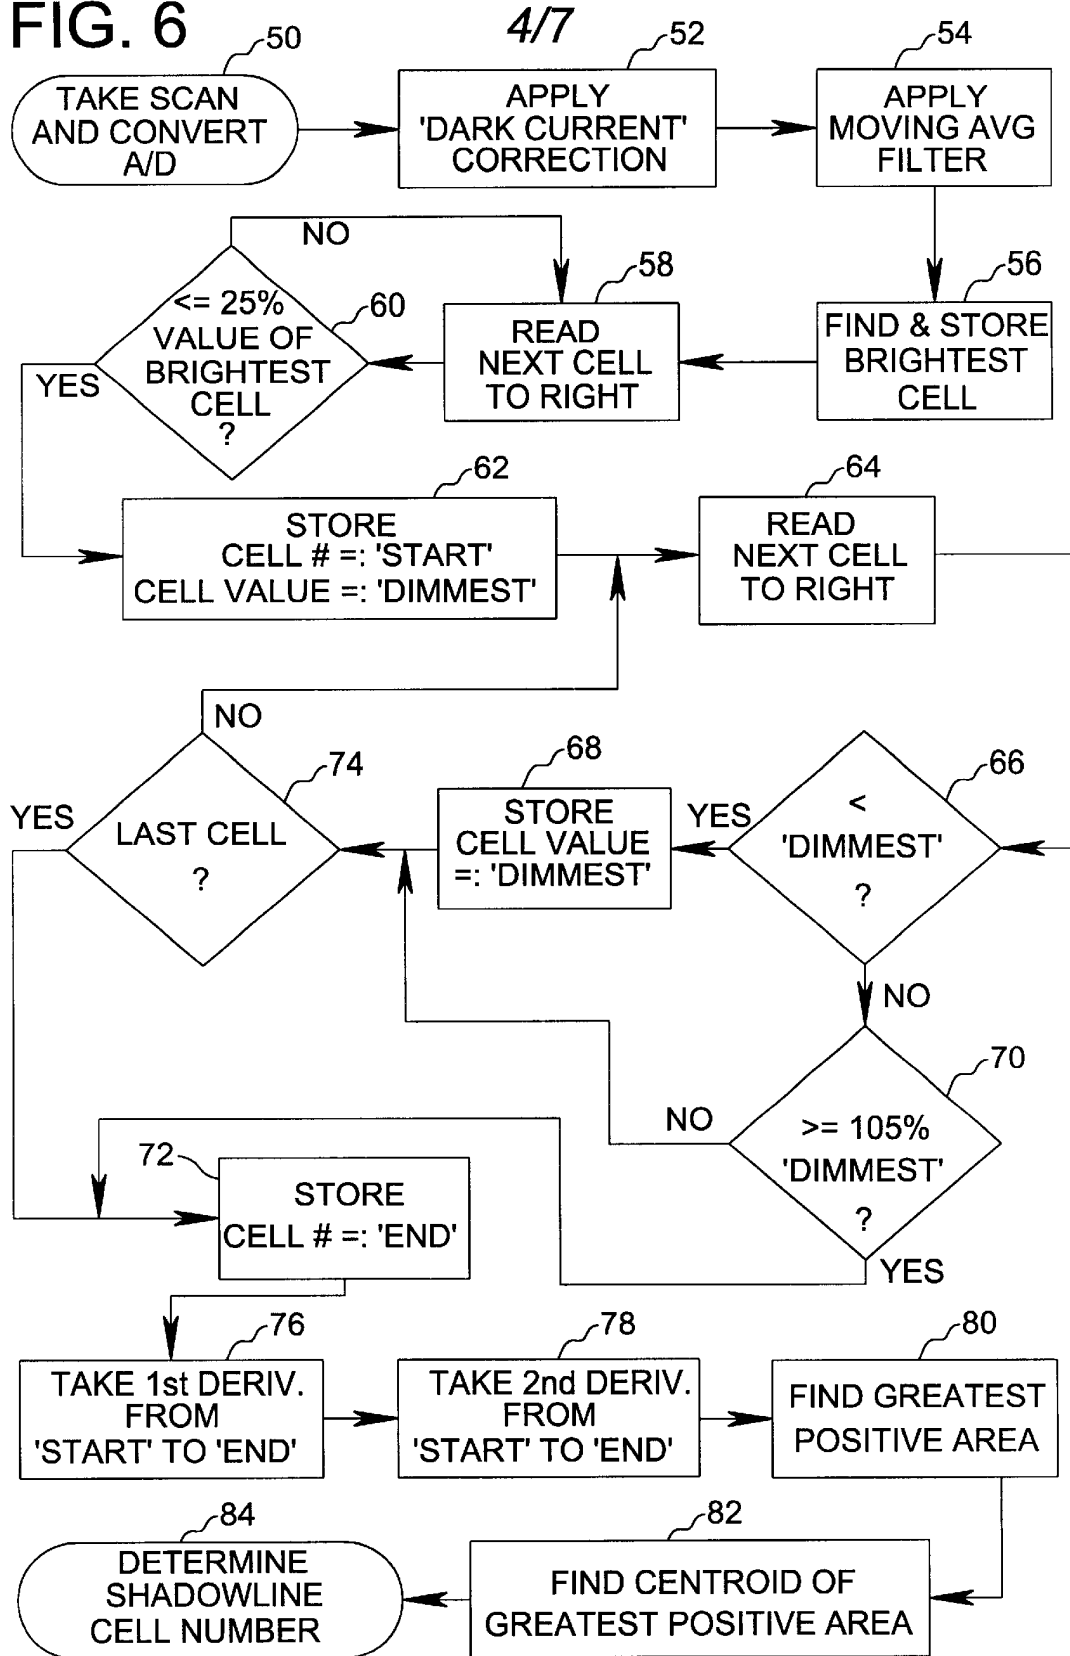 FIG. 6
4/7
50
TAKE SCAN
AND CONVERT
A/D
52
APPLY
'DARK CURRENT'
CORRECTION
54
APPLY
MOVING AVG
FILTER
NO
60
<= 25%
VALUE OF
BRIGHTEST
CELL
?
YES
58
READ
NEXT CELL
TO RIGHT
56
FIND & STORE
BRIGHTEST
CELL
62
STORE
CELL # =: 'START'
CELL VALUE =: 'DIMMEST'
64
READ
NEXT CELL
TO RIGHT
NO
74
YES
LAST CELL
?
68
STORE
CELL VALUE
=: 'DIMMEST'
YES
66
<
'DIMMEST'
?
NO
70
NO
>= 105%
'DIMMEST'
?
YES
72
STORE
CELL # =: 'END'
76
TAKE 1st DERIV.
FROM
'START' TO 'END'
78
TAKE 2nd DERIV.
FROM
'START' TO 'END'
80
FIND GREATEST
POSITIVE AREA
84
DETERMINE
SHADOWLINE
CELL NUMBER
82
FIND CENTROID OF
GREATEST POSITIVE AREA